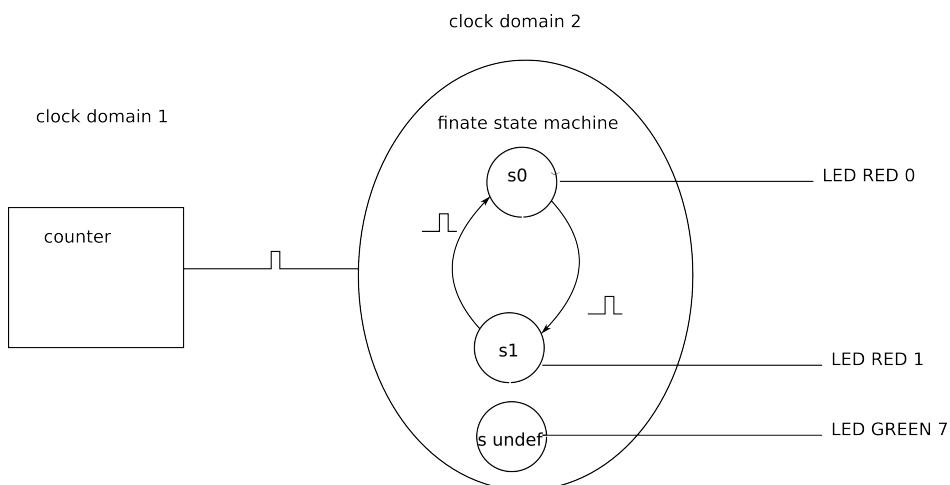 clock domain 2
clock domain 1
finate state machine
s0
LED RED 0
counter
s1
LED RED 1
s undef
LED GREEN 7